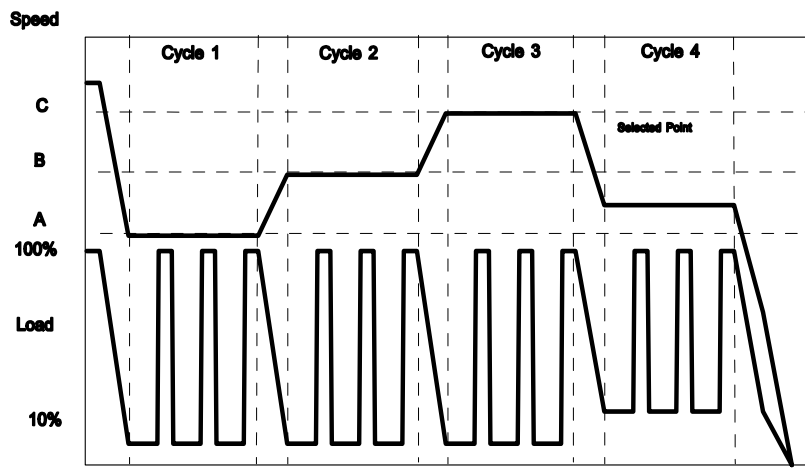 Speed
Cycle 1
Cycle 2
Cycle 3
Cycle 4
C
Selected Point
B
A
100%
Load
10%